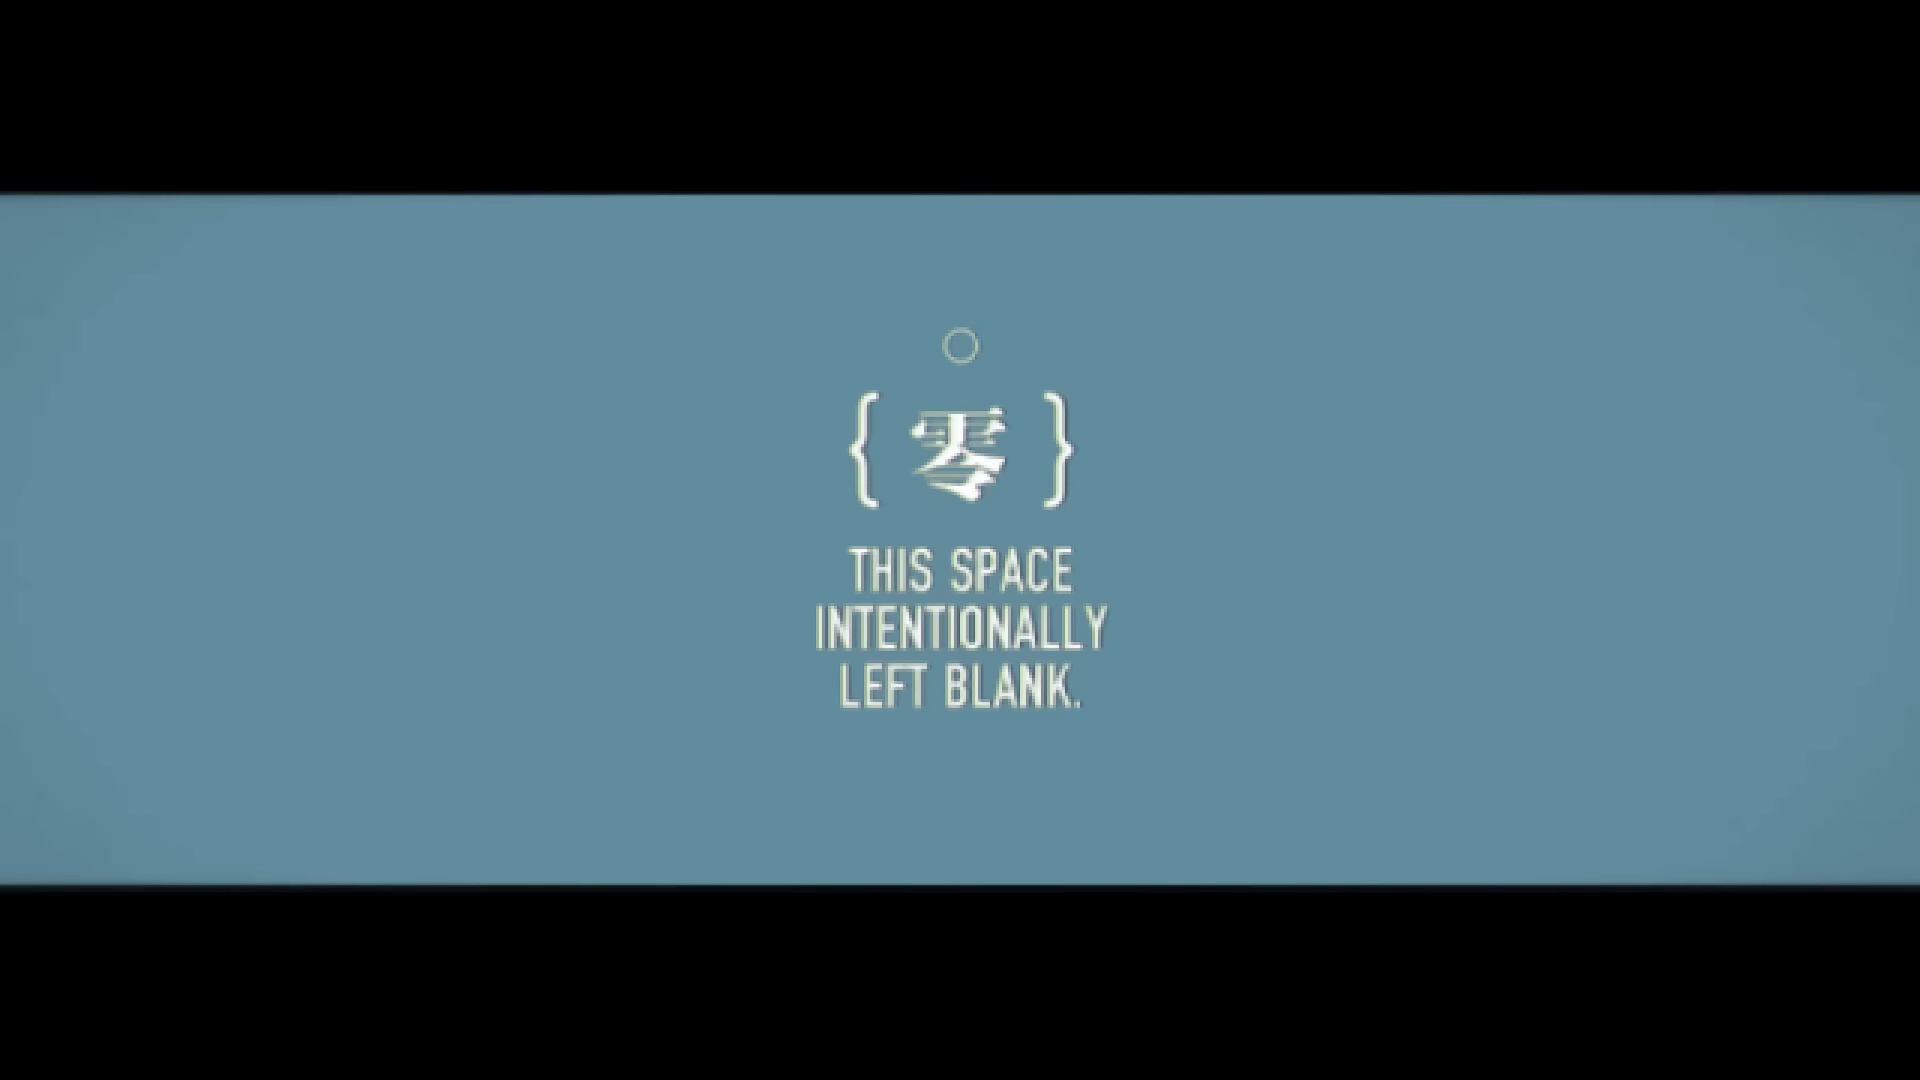 ○
{ 零 }
THIS SPACE
INTENTIONALLY
LEFT BLANK.